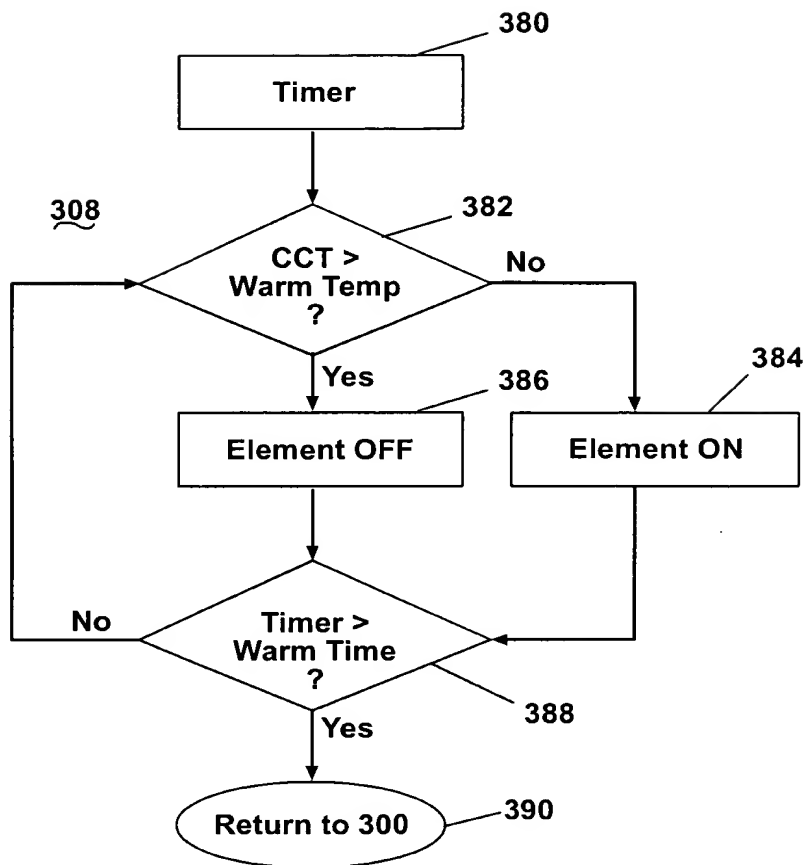 380
Timer
308
382
CCT >
Warm Temp
?
No
Yes
386
384
Element OFF
Element ON
No
Timer >
Warm Time
?
388
Yes
Return to 300
390